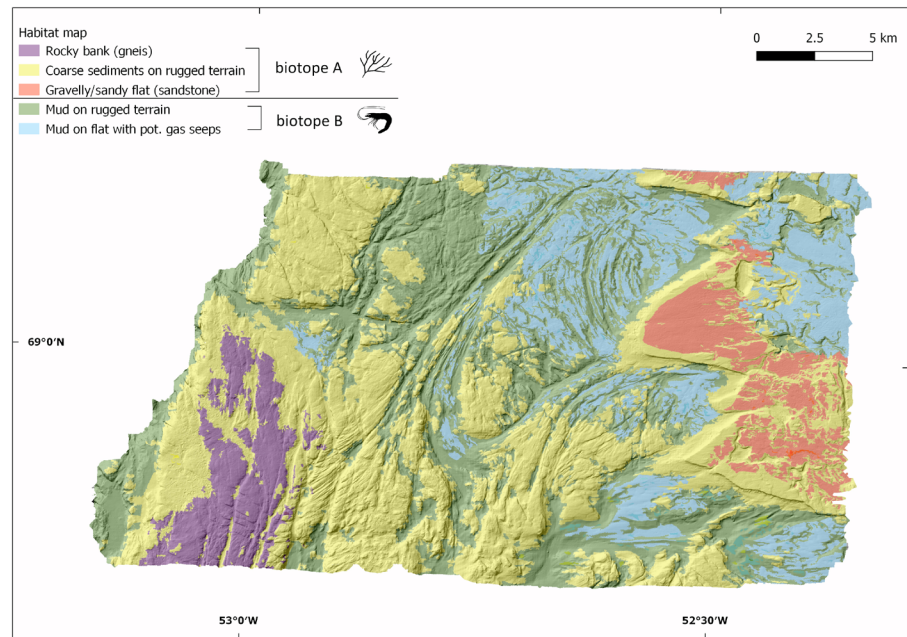 Habitat map
Rocky bank (gneis)
Coarse sediments on rugged terrain
Gravelly/sandy flat (sandstone)
biotope A
Mud on rugged terrain
Mud on flat with pot. gas seeps
biotope B
0 2.5 5 km
69°0′N
53°0′W 52°30′W